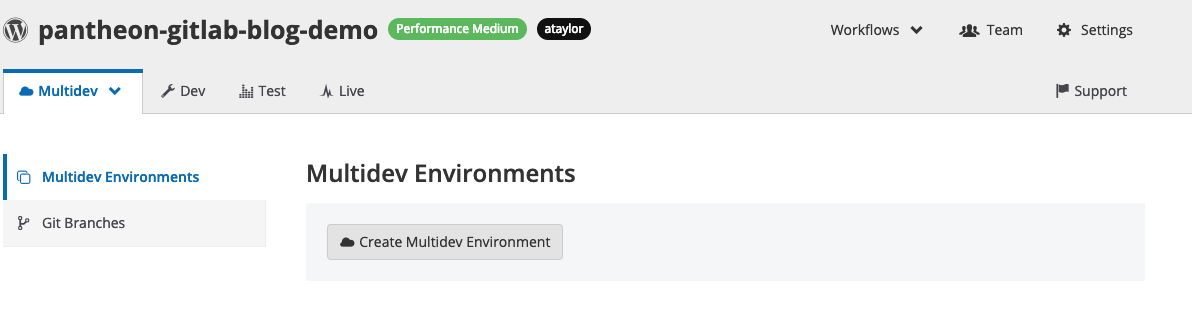 pantheon-gitlab-blog-demo Performance Medium ataylor Workflows Team Settings
Multidev Dev Test Live Support
Multidev Environments
Git Branches
Multidev Environments
Create Multidev Environment